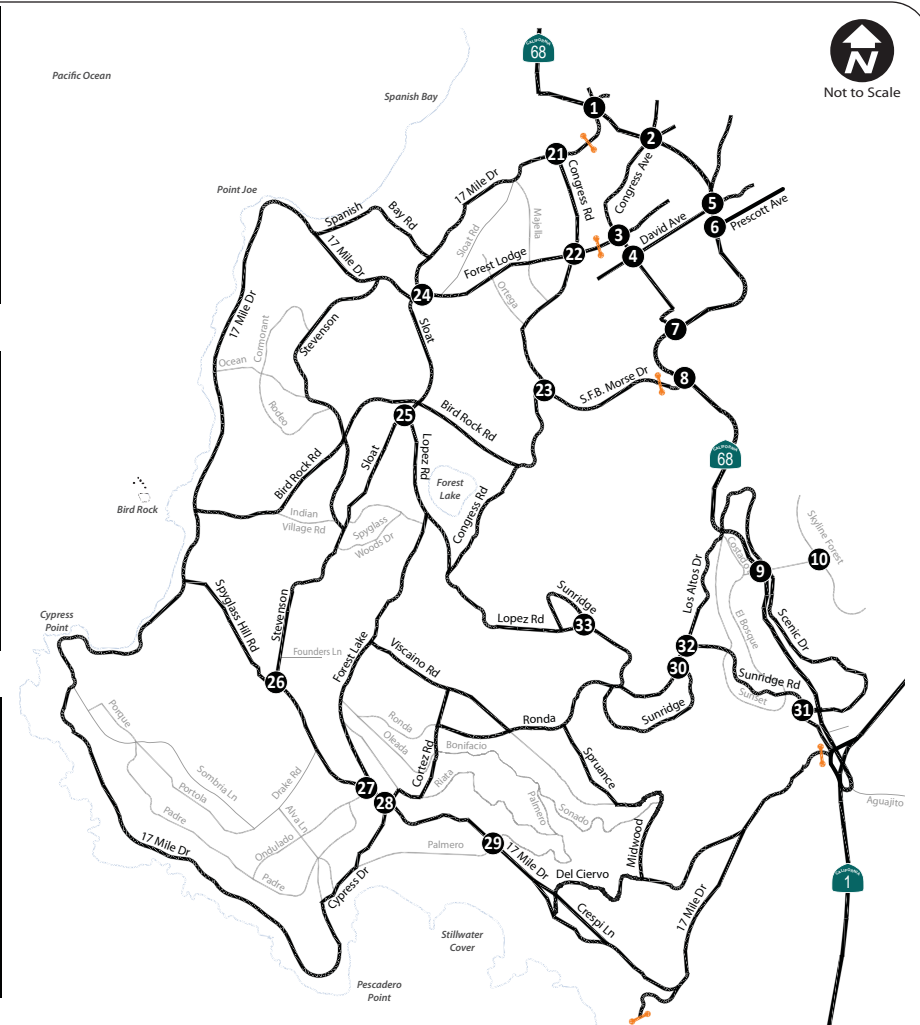 CALIFORNIA
68
N
Not to Scale
Pacific Ocean
Spanish Bay
1
2
21
17 Mile Dr
Congress Rd
Congress Ave
Point Joe
5
David Ave
Prescott Ave
6
Spanish
Bay Rd
17 Mile Dr
Sloat Rd
Majella
3
4
22
Forest Lodge
Ortega
24
17 Mile Dr
Stevenson
Cormorant
Ocean
Rodeo
Sloat
7
8
S.F.B. Morse Dr
23
25
Bird Rock Rd
Sloat
Lopez Rd
Bird Rock Rd
CALIFORNIA
68
Forest
Lake
Congress Rd
Bird Rock
Indian
Village Rd
Spyglass
Woods Dr
Skyline Forest
10
Costado
9
Los Altos Dr
El Bosque
Scenic Dr
Cypress
Point
Spyglass Hill Rd
Stevenson
Founders Ln
Forest Lake
Sunridge
Lopez Rd
33
32
30
Viscaino Rd
26
Sunridge Rd
Sunset
31
Sunridge
Ronda
Porque
Sombria Ln
Portola
Padre
Drake Rd
Alva Ln
Ondulado
Padre
Ronda
Oleada
Cortez Rd
Bonifacio
Riata
Palmero
Sonado
Spruance
27
28
Aguajito
17 Mile Dr
Cypress Dr
Palmero
29
17 Mile Dr
Midwood
Del Ciervo
Crespi Ln
17 Mile Dr
CALIFORNIA
1
Stillwater
Cove
Pescadero
Point